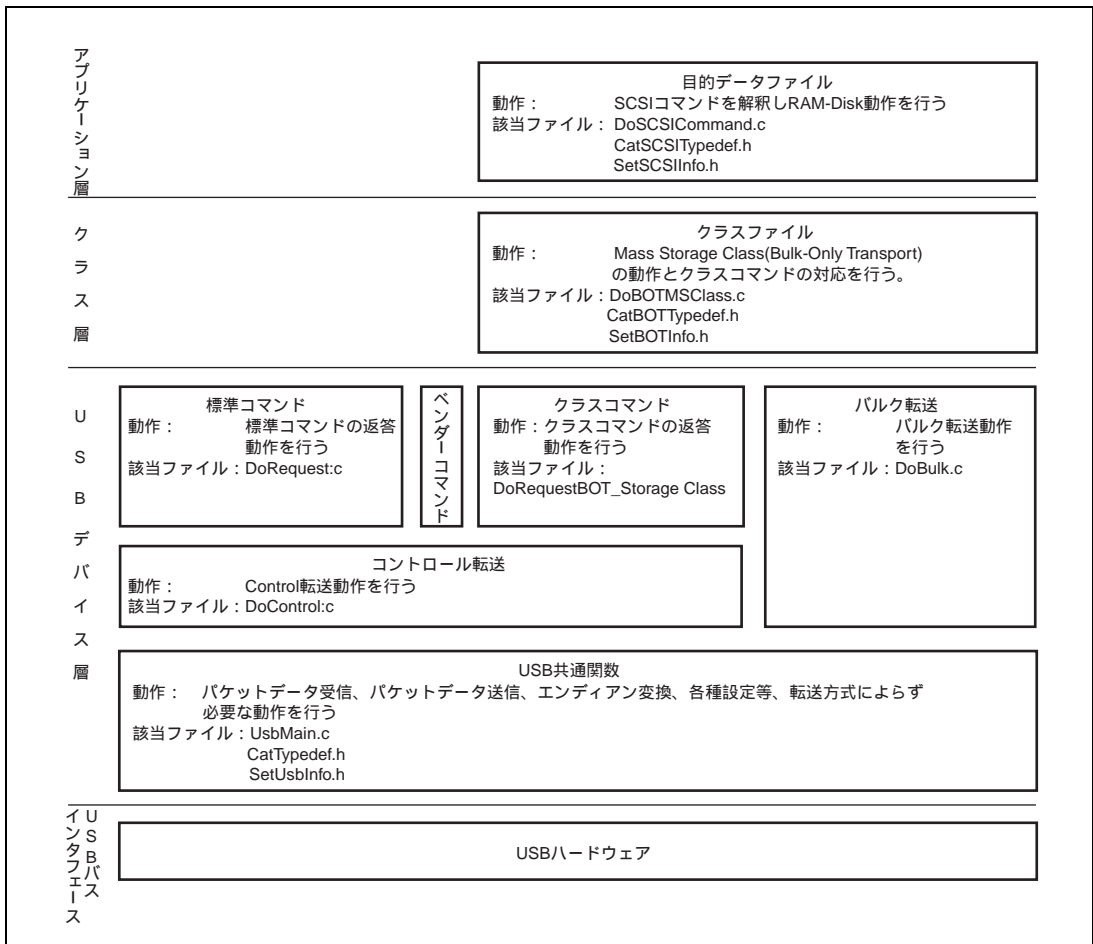 アプリケーション層
目的データファイル
動作： SCSIコマンドを解釈しRAM-Disk動作を行う
該当ファイル： DoSCSICommand.c
CatSCSITypedef.h
SetSCSIInfo.h
クラス層
クラスファイル
動作： Mass Storage Class(Bulk-Only Transport)
の動作とクラスコマンドの対応を行う。
該当ファイル：DoBOTMSClass.c
CatBOTTypedef.h
SetBOTInfo.h
USBデバイス層
標準コマンド
動作： 標準コマンドの返答
動作を行う
該当ファイル：DoRequest:c
ベンダーコマンド
クラスコマンド
動作：クラスコマンドの返答
動作を行う
該当ファイル：
DoRequestBOT_Storage Class
バルク転送
動作： バルク転送動作
を行う
該当ファイル：DoBulk.c
コントロール転送
動作： Control転送動作を行う
該当ファイル：DoControl:c
USB共通関数
動作： パケットデータ受信、パケットデータ送信、エンディアン変換、各種設定等、転送方式によらず
必要な動作を行う
該当ファイル：UsbMain.c
CatTypedef.h
SetUsbInfo.h
USBバス
インタフェース
USBハードウェア